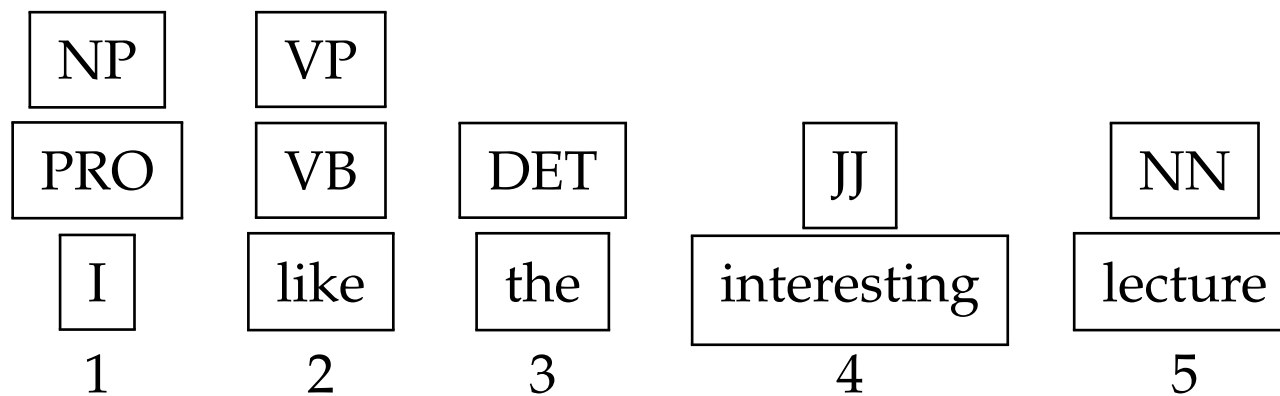 NP VP
PRO VB DET JJ NN
I like the interesting lecture
1 2 3 4 5